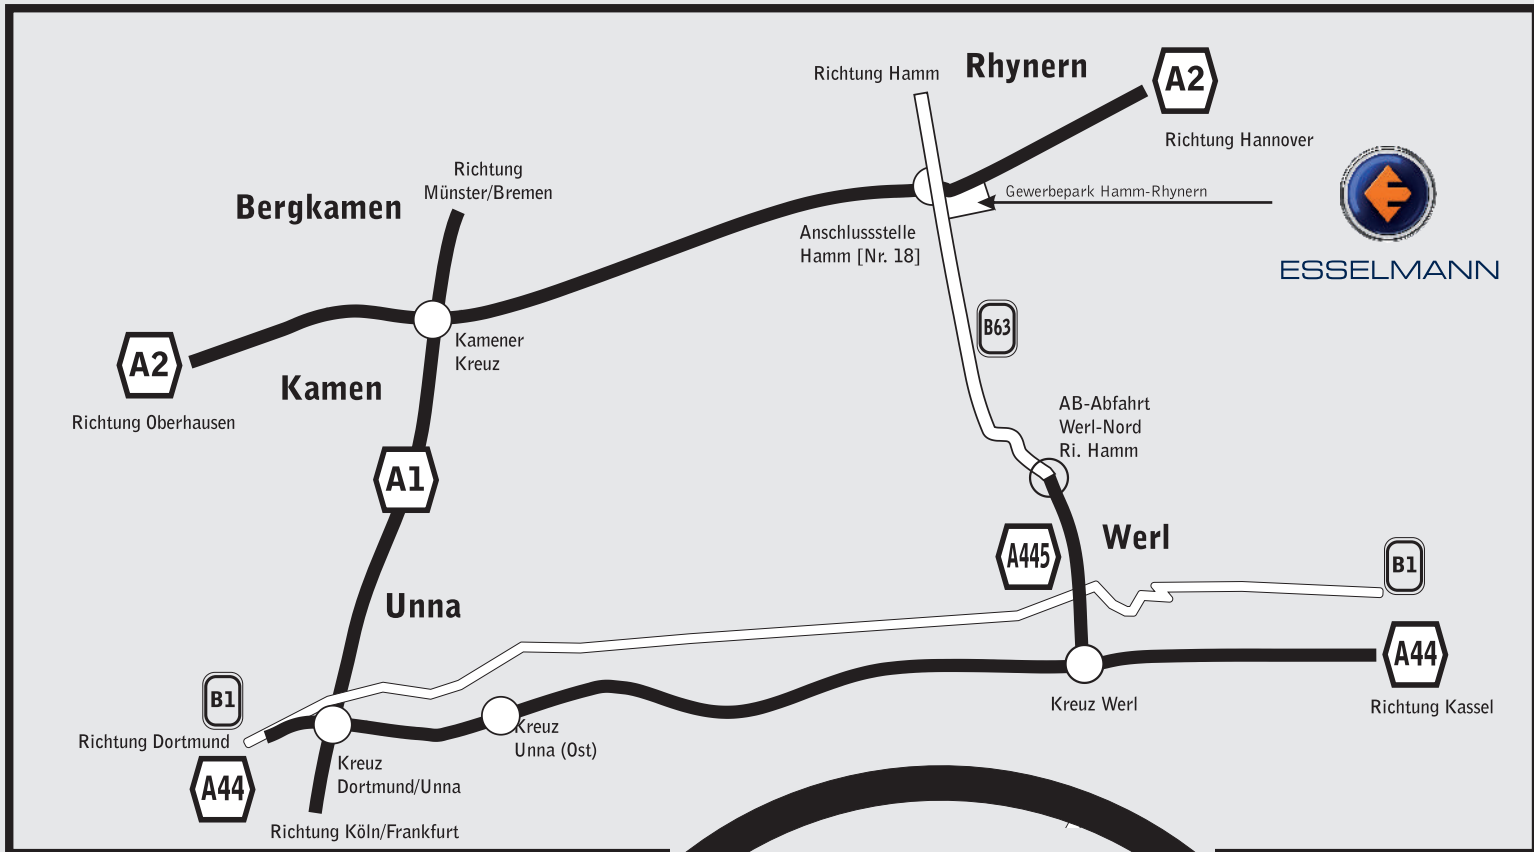 Richtung Hamm
Rhynern
A2
Richtung Hannover
Richtung
Münster/Bremen
Bergkamen
Gewerbepark Hamm-Rhynern
Anschlussstelle
Hamm [Nr. 18]
ESSELMANN
B63
Kamener
Kreuz
A2
Kamen
Richtung Oberhausen
AB-Abfahrt
Werl-Nord
Ri. Hamm
A1
Werl
A445
B1
Unna
A44
Kreuz Werl
Richtung Kassel
B1
Richtung Dortmund
Kreuz
Unna (Ost)
A44
Kreuz
Dortmund/Unna
Richtung Köln/Frankfurt